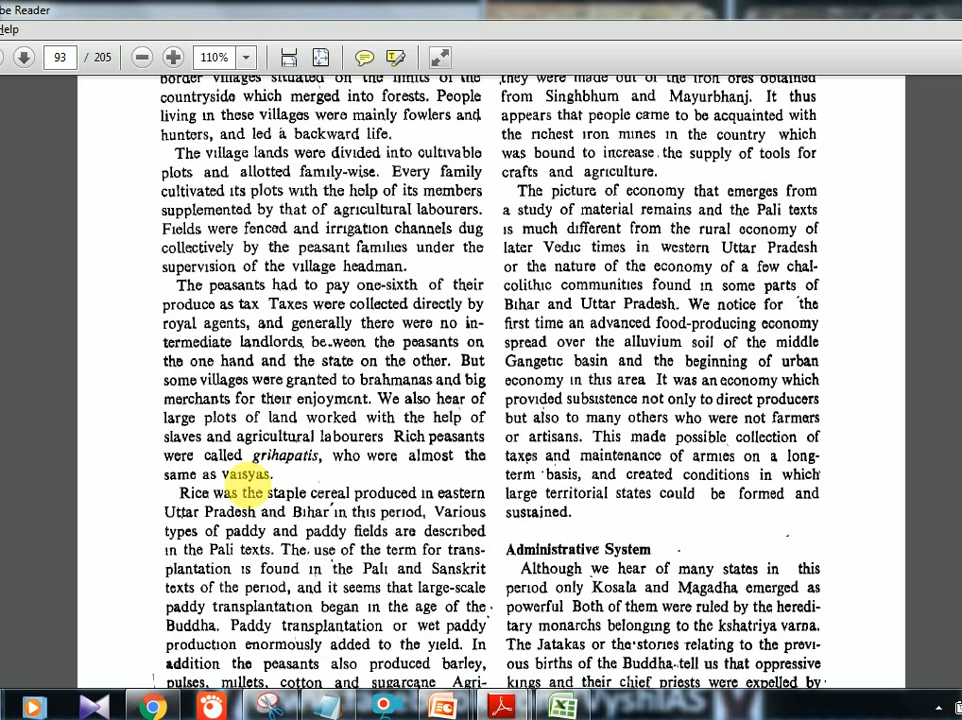 be Reader
Help
93 / 205
110%
border villages situated on the limits of the
countryside which merged into forests. People
living in these villages were mainly fowlers and
hunters, and led a backward life.
The village lands were divided into cultivable
plots and allotted family-wise. Every family
cultivated its plots with the help of its members
supplemented by that of agricultural labourers.
Fields were fenced and irrigation channels dug
collectively by the peasant families under the
supervision of the village headman.
The peasants had to pay one-sixth of their
produce as tax Taxes were collected directly by
royal agents, and generally there were no in-
termediate landlords be.ween the peasants on
the one hand and the state on the other. But
some villages were granted to brahmanas and big
merchants for their enjoyment. We also hear of
large plots of land worked with the help of
slaves and agricultural labourers Rich peasants
were called grihapatis, who were almost the
same as vaisyas.
Rice was the staple cereal produced in eastern
Uttar Pradesh and Bihar in this period, Various
types of paddy and paddy fields are described
in the Pali texts. The use of the term for trans-
plantation is found in the Pali and Sanskrit
texts of the period, and it seems that large-scale
paddy transplantation began in the age of the
Buddha. Paddy transplantation or wet paddy
production enormously added to the yield. In
addition the peasants also produced barley,
pulses, millets, cotton and sugarcane Agri-
they were made out of the iron ores obtained
from Singhbhum and Mayurbhanj. It thus
appears that people came to be acquainted with
the richest iron mines in the country which
was bound to increase the supply of tools for
crafts and agriculture.
The picture of economy that emerges from
a study of material remains and the Pali texts
is much different from the rural economy of
later Vedic times in western Uttar Pradesh
or the nature of the economy of a few chal-
colithic communities found in some parts of
Bihar and Uttar Pradesh. We notice for the
first time an advanced food-producing economy
spread over the alluvium soil of the middle
Gangetic basin and the beginning of urban
economy in this area It was an economy which
provided subsistence not only to direct producers
but also to many others who were not farmers
or artisans. This made possible collection of
taxes and maintenance of armies on a long-
term basis, and created conditions in which
large territorial states could be formed and
sustained.
Administrative System
Although we hear of many states in this
period only Kosala and Magadha emerged as
powerful Both of them were ruled by the heredi-
tary monarchs belonging to the kshatriya varna.
The Jatakas or the stories relating to the previ-
ous births of the Buddha tell us that oppressive
kings and their chief priests were expelled by